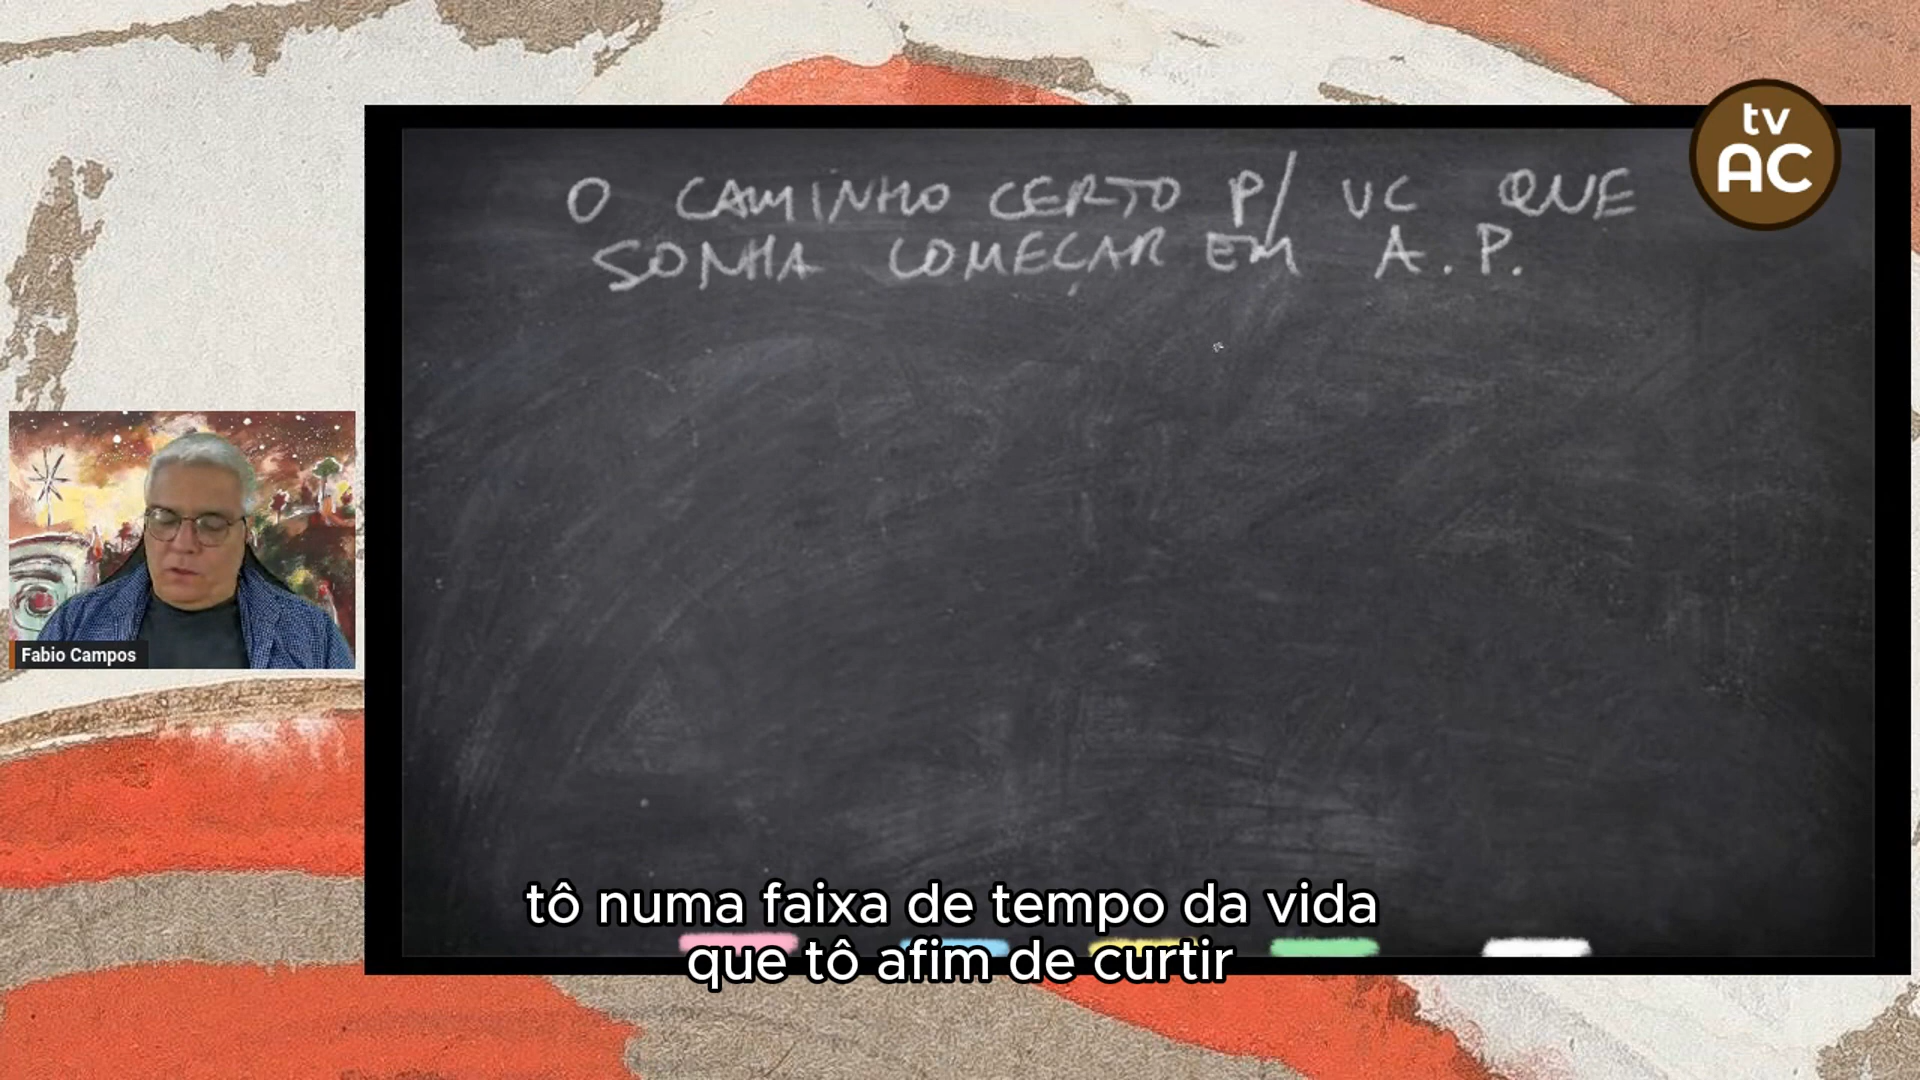 tv
AC
O CAMINHO CERTO P/ VC QUE
SONHA COMEÇAR EM A.P.
Fabio Campos
tô numa faixa de tempo da vida
que tô afim de curtir